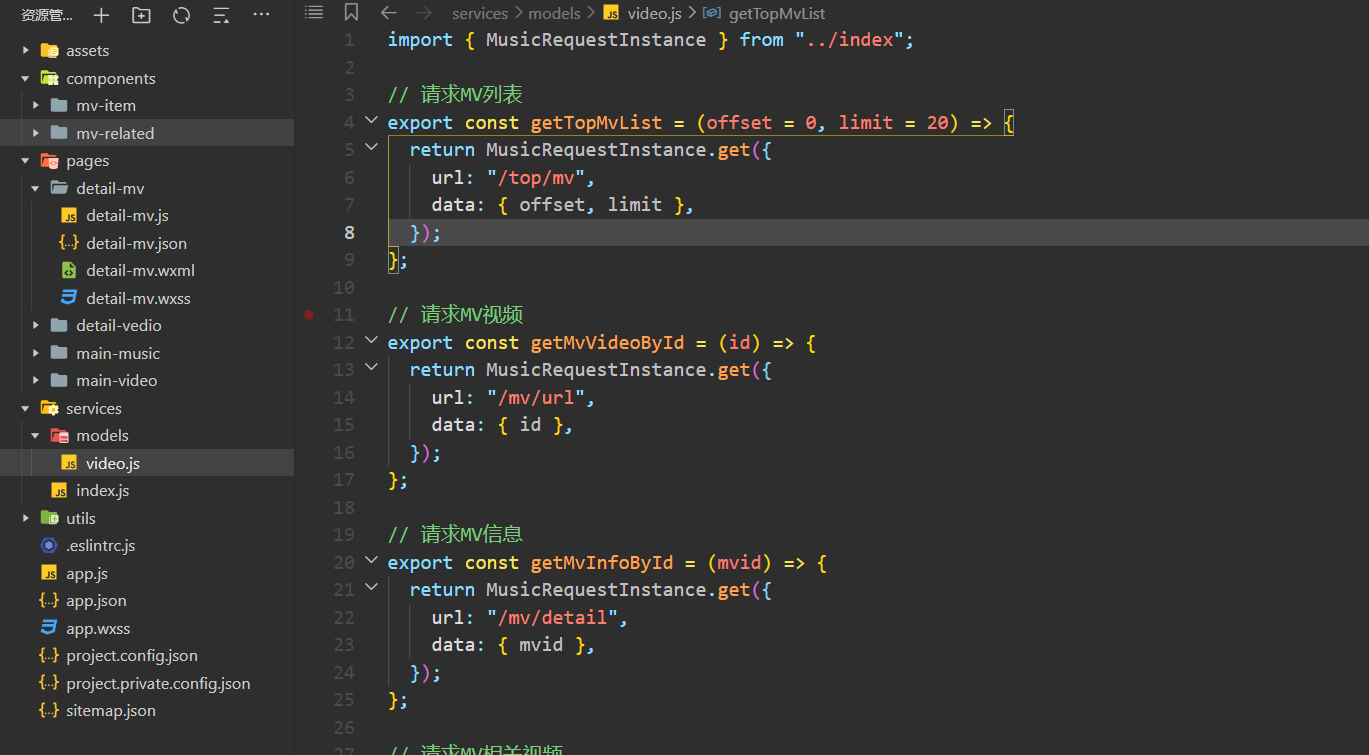 资源管...
assets
components
mv-item
mv-related
pages
detail-mv
detail-mv.js
detail-mv.json
detail-mv.wxml
detail-mv.wxss
detail-vedio
main-music
main-video
services
models
video.js
index.js
utils
.eslintrc.js
app.js
app.json
app.wxss
project.config.json
project.private.config.json
sitemap.json
services > models > video.js > getTopMvList
1 import { MusicRequestInstance } from "../index";
2
3 // 请求MV列表
4 export const getTopMvList = (offset = 0, limit = 20) => {
5 return MusicRequestInstance.get({
6 url: "/top/mv",
7 data: { offset, limit },
8 });
9 };
10
11 // 请求MV视频
12 export const getMvVideoById = (id) => {
13 return MusicRequestInstance.get({
14 url: "/mv/url",
15 data: { id },
16 });
17 };
18
19 // 请求MV信息
20 export const getMvInfoById = (mvid) => {
21 return MusicRequestInstance.get({
22 url: "/mv/detail",
23 data: { mvid },
24 });
25 };
26
27 // 请求MV相关视频